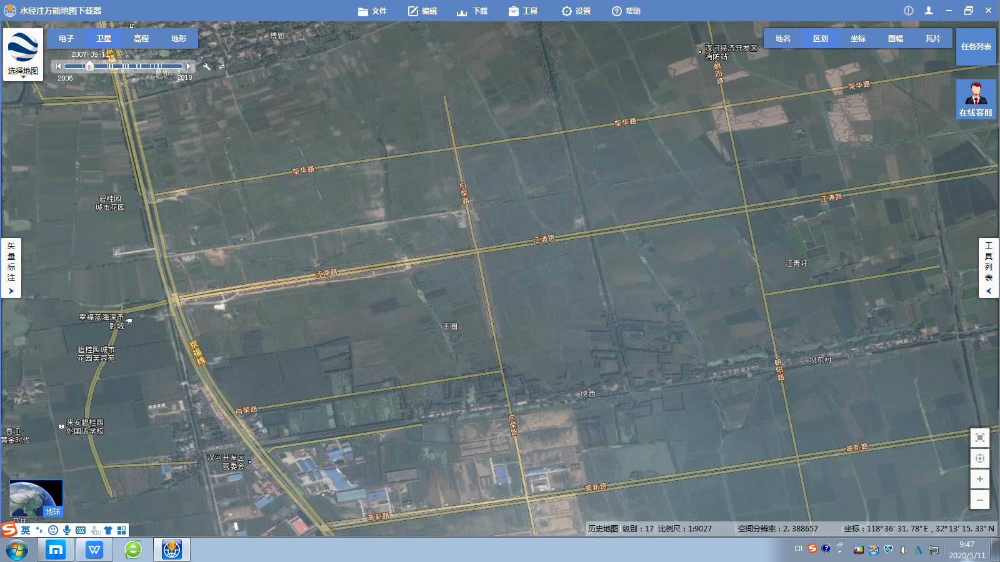 水经注万能地图下载器
文件
编辑
下载
工具
设置
帮助
选择地图
电子
卫星
高程
地形
2007-09-11
2006
2018
地名
区划
坐标
图幅
瓦片
任务列表
在线客服
傅郢
葛郢
京福
汊河经济开发区
消防站
朝阳路
荣华路
荣华路
荣华路
向荣路
碧桂园
城市花园
江浦路
江浦路
江浦路
矢量标注
工具列表
江青圩
幸福蓝海深予
影城
王圈
碧桂园城市
花园芙蓉苑
京福线
坝东村
朝阳路
坝西
向荣路
向荣路
来安碧桂园
外国语学校
香江
黄金时代
汊河开发区
管委会
高新路
高新路
高新路
地球
马庄
英
历史地图 级别：17 比例尺：1:9027 空间分辨率：2.388657 坐标：118° 36′ 31.78″ E，32° 13′ 15.33″ N
CH
9:47
2020/5/11